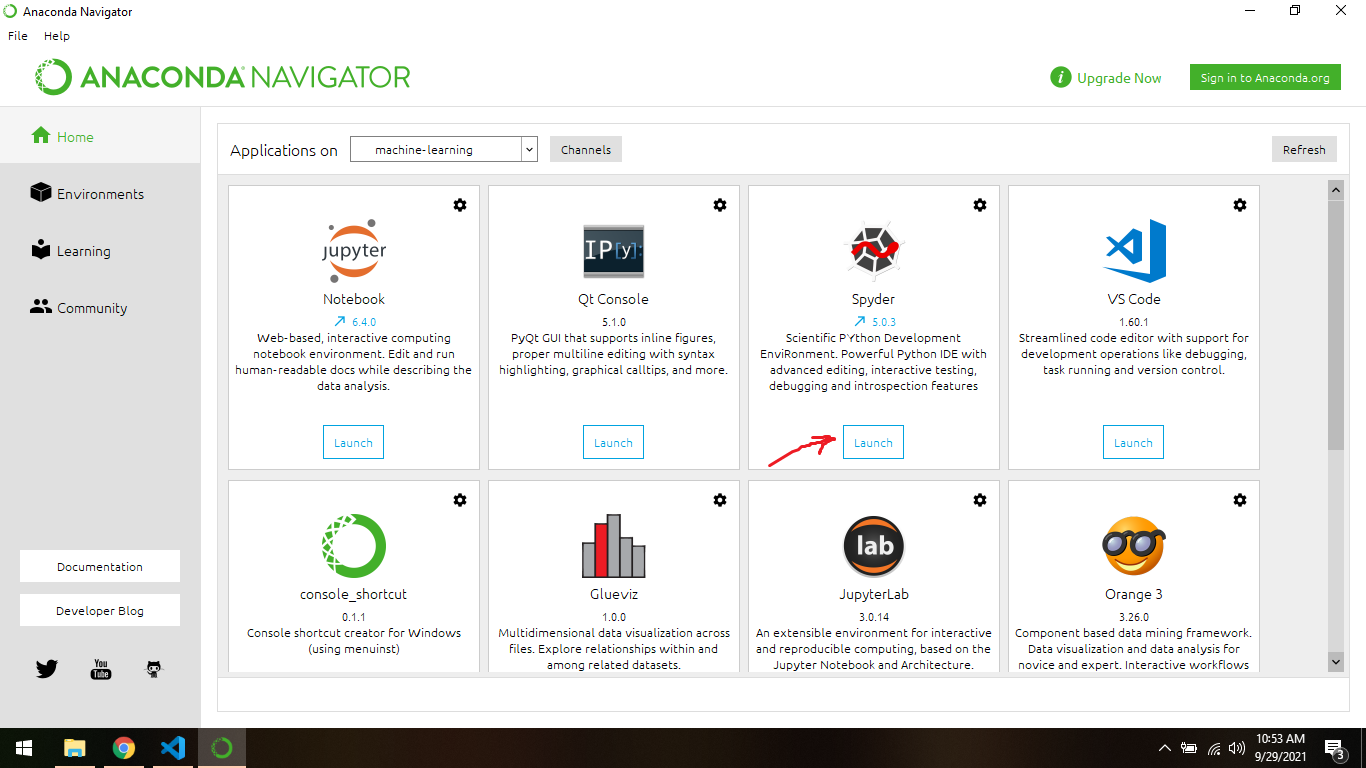 Anaconda Navigator
File Help
ANACONDA NAVIGATOR
i Upgrade Now
Sign in to Anaconda.org
Home
Environments
Learning
Community
Documentation
Developer Blog
You Tube
Applications on
machine-learning
Channels
Refresh
jupyter
Notebook
6.4.0
Web-based, interactive computing
notebook environment. Edit and run
human-readable docs while describing the
data analysis.
Launch
IP[y]:
Qt Console
5.1.0
PyQt GUI that supports inline figures,
proper multiline editing with syntax
highlighting, graphical calltips, and more.
Launch
Spyder
5.0.3
Scientific PYthon Development
EnviRonment. Powerful Python IDE with
advanced editing, interactive testing,
debugging and introspection features
Launch
VS Code
1.60.1
Streamlined code editor with support for
development operations like debugging,
task running and version control.
Launch
console_shortcut
0.1.1
Console shortcut creator for Windows
(using menuinst)
Glueviz
1.0.0
Multidimensional data visualization across
files. Explore relationships within and
among related datasets.
lab
JupyterLab
3.0.14
An extensible environment for interactive
and reproducible computing, based on the
Jupyter Notebook and Architecture.
Orange 3
3.26.0
Component based data mining framework.
Data visualization and data analysis for
novice and expert. Interactive workflows
10:53 AM
9/29/2021
3